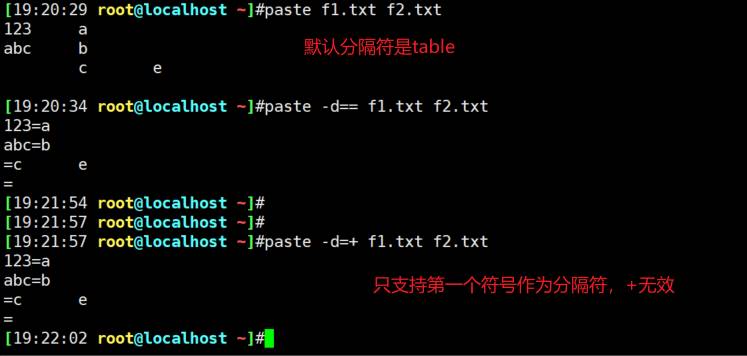 [19:20:29 root@localhost ~]#paste f1.txt f2.txt
123     a
abc     b
        c       e
默认分隔符是table
[19:20:34 root@localhost ~]#paste -d== f1.txt f2.txt
123=a
abc=b
=c      e
=
[19:21:54 root@localhost ~]#
[19:21:57 root@localhost ~]#
[19:21:57 root@localhost ~]#paste -d=+ f1.txt f2.txt
123=a
abc=b
=c      e
=
只支持第一个符号作为分隔符，+无效
[19:22:02 root@localhost ~]#